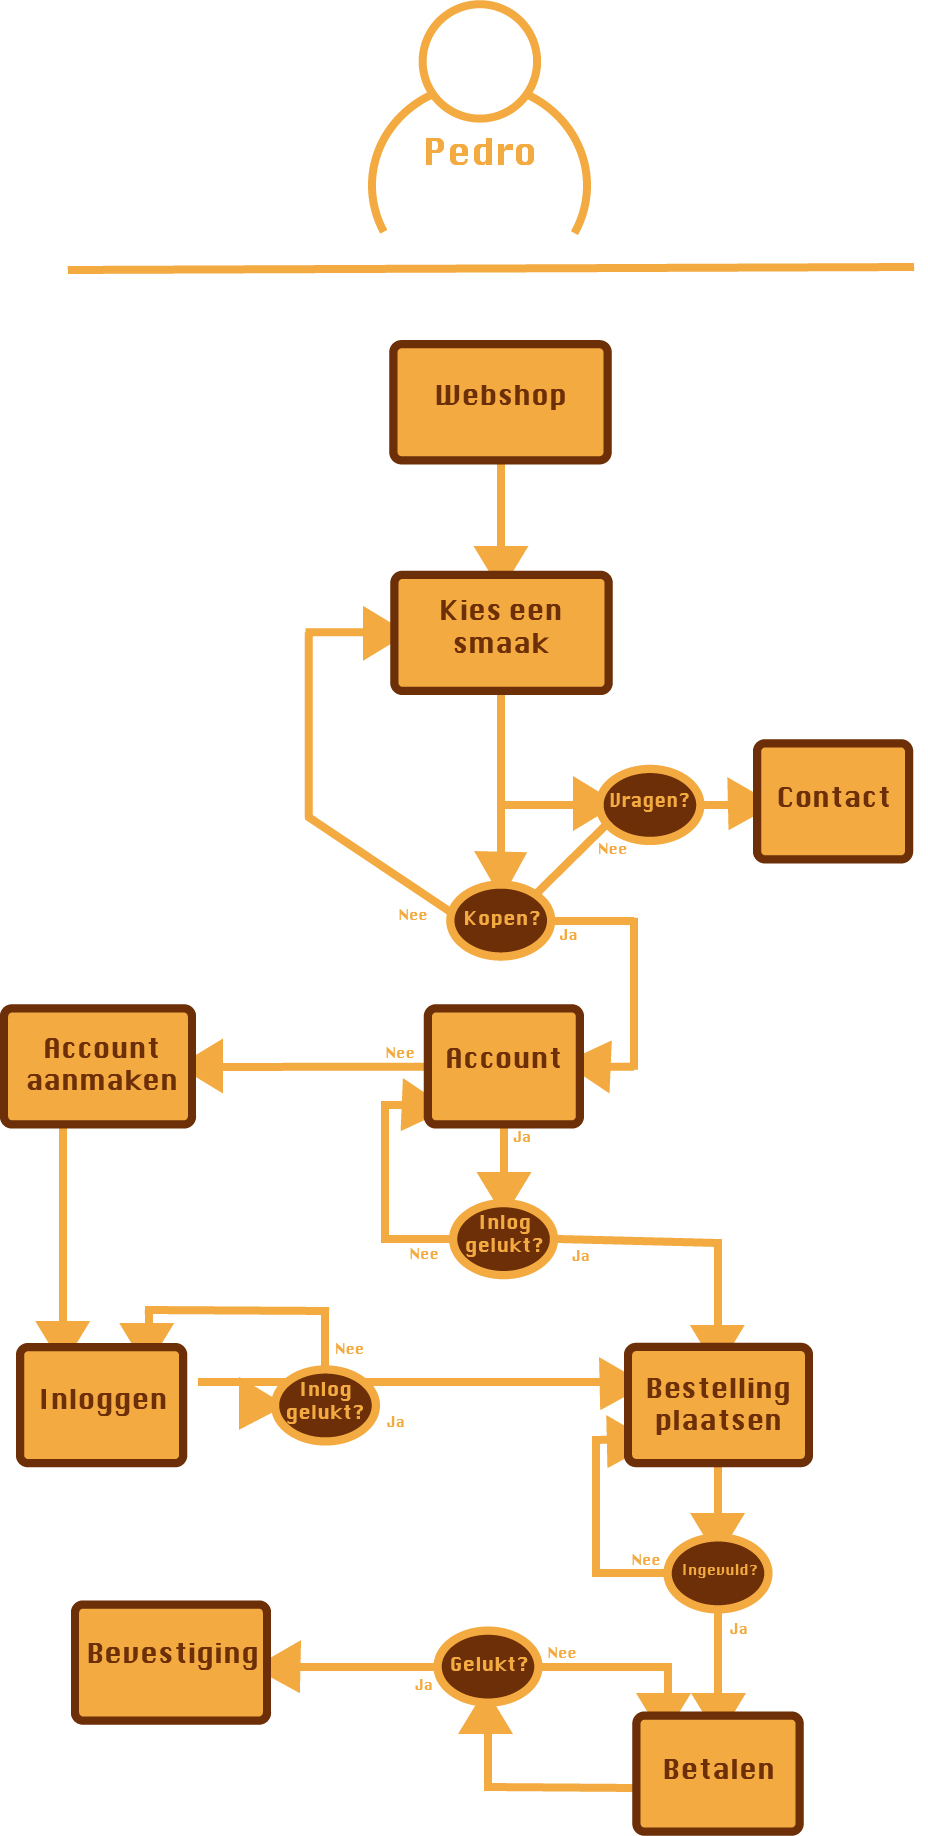 Pedro
Webshop
Kies een
smaak
Vragen?
Contact
Nee
Kopen?
Nee
Ja
Account
aanmaken
Nee
Account
Ja
Inlog
gelukt?
Nee
Ja
Nee
Inloggen
Inlog
gelukt?
Ja
Bestelling
plaatsen
Nee
Ingevuld?
Ja
Bevestiging
Gelukt?
Nee
Ja
Betalen